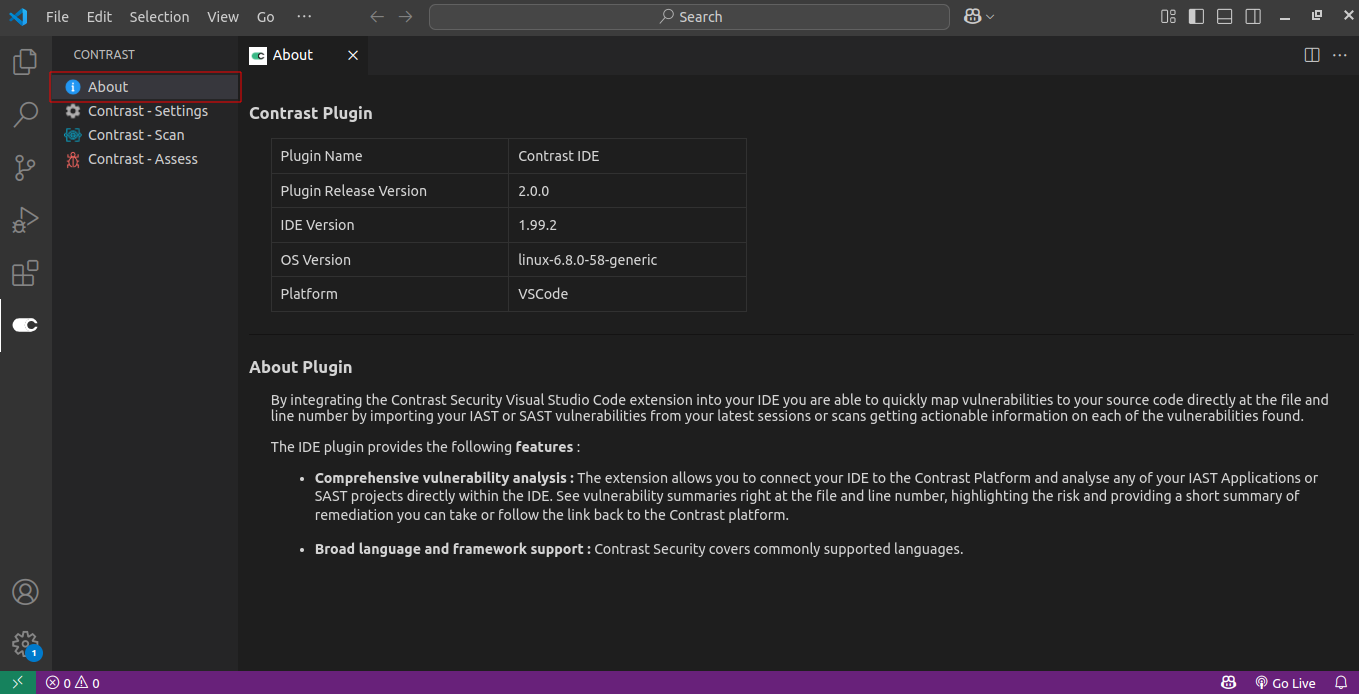 File Edit Selection View Go ··· Search
CONTRAST
About
Contrast - Settings
Contrast - Scan
Contrast - Assess
About
Contrast Plugin
Plugin Name Contrast IDE
Plugin Release Version 2.0.0
IDE Version 1.99.2
OS Version linux-6.8.0-58-generic
Platform VSCode
About Plugin
By integrating the Contrast Security Visual Studio Code extension into your IDE you are able to quickly map vulnerabilities to your source code directly at the file and
line number by importing your IAST or SAST vulnerabilities from your latest sessions or scans getting actionable information on each of the vulnerabilities found.
The IDE plugin provides the following features :
• Comprehensive vulnerability analysis : The extension allows you to connect your IDE to the Contrast Platform and analyse any of your IAST Applications or
SAST projects directly within the IDE. See vulnerability summaries right at the file and line number, highlighting the risk and providing a short summary of
remediation you can take or follow the link back to the Contrast platform.
• Broad language and framework support : Contrast Security covers commonly supported languages.
1
0 0 Go Live